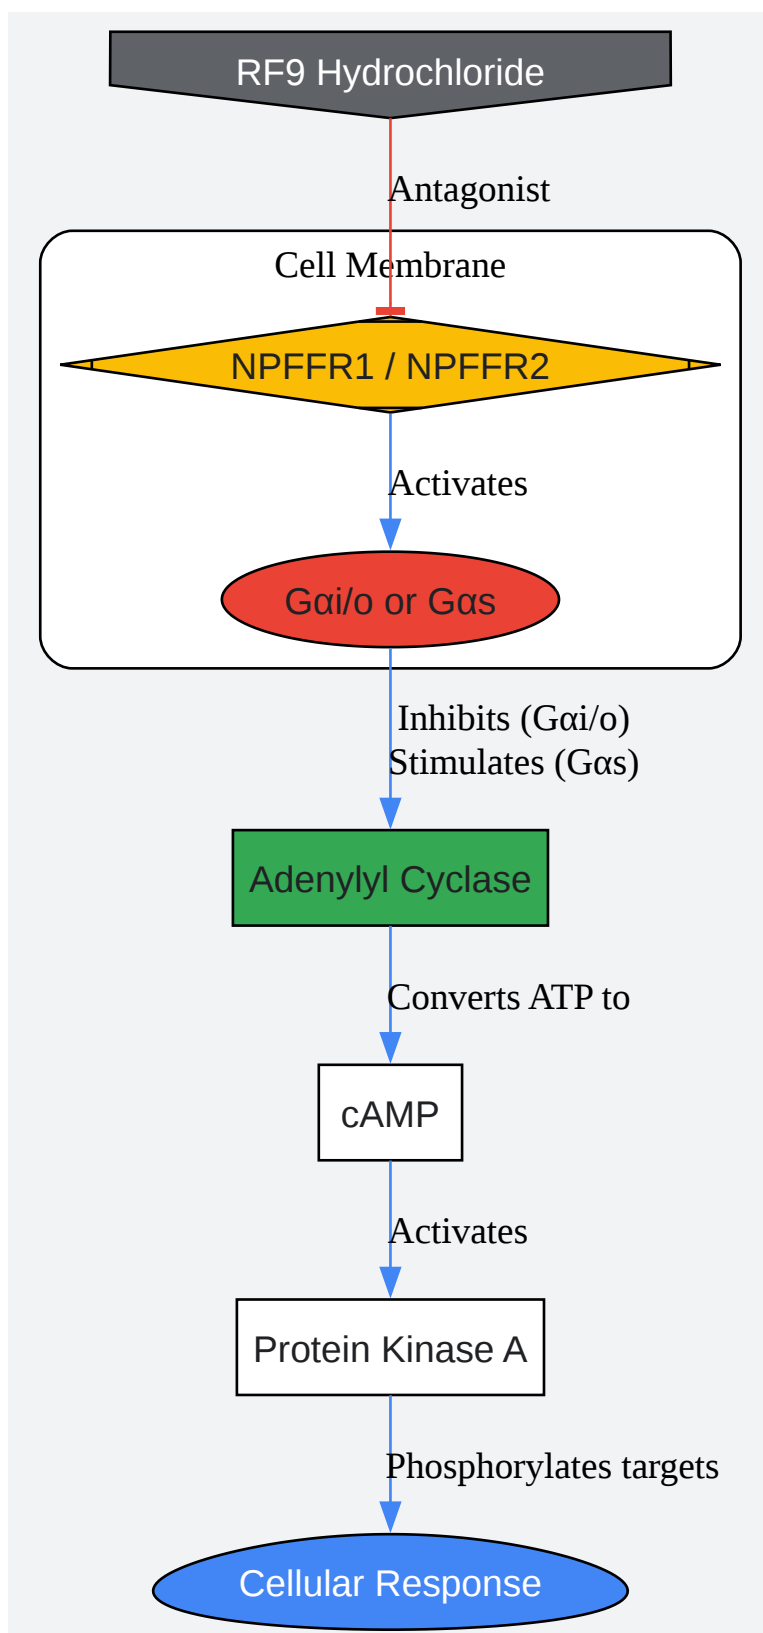 RF9 Hydrochloride
Antagonist
Cell Membrane
NPFFR1 / NPFFR2
Activates
Gαi/o or Gαs
Inhibits (Gαi/o)
Stimulates (Gαs)
Adenylyl Cyclase
Converts ATP to
cAMP
Activates
Protein Kinase A
Phosphorylates targets
Cellular Response